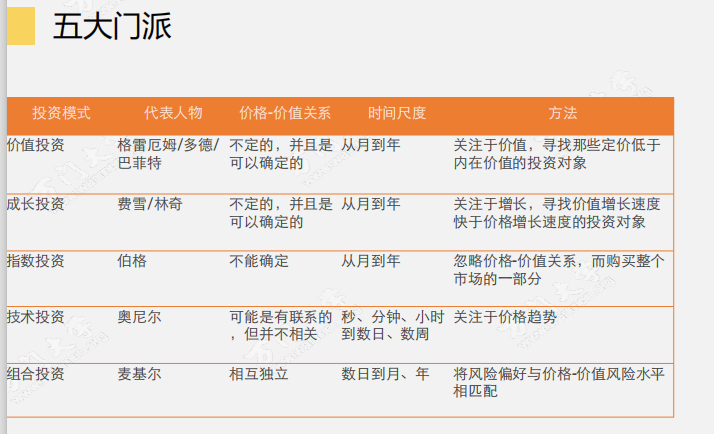 五大门派
投资模式 代表人物 价格-价值关系 时间尺度 方法
价值投资 格雷厄姆/多德/ 不定的，并且是 从月到年 关注于价值，寻找那些定价低于
巴菲特 可以确定的 内在价值的投资对象
成长投资 费雪/林奇 不定的，并且是 从月到年 关注于增长，寻找价值增长速度
可以确定的 快于价格增长速度的投资对象
指数投资 伯格 不能确定 从月到年 忽略价格-价值关系，而购买整个
市场的一部分
技术投资 奥尼尔 可能是有联系的 秒、分钟、小时 关注于价格趋势
，但并不相关 到数日、数周
组合投资 麦基尔 相互独立 数日到月、年 将风险偏好与价格-价值风险水平
相匹配